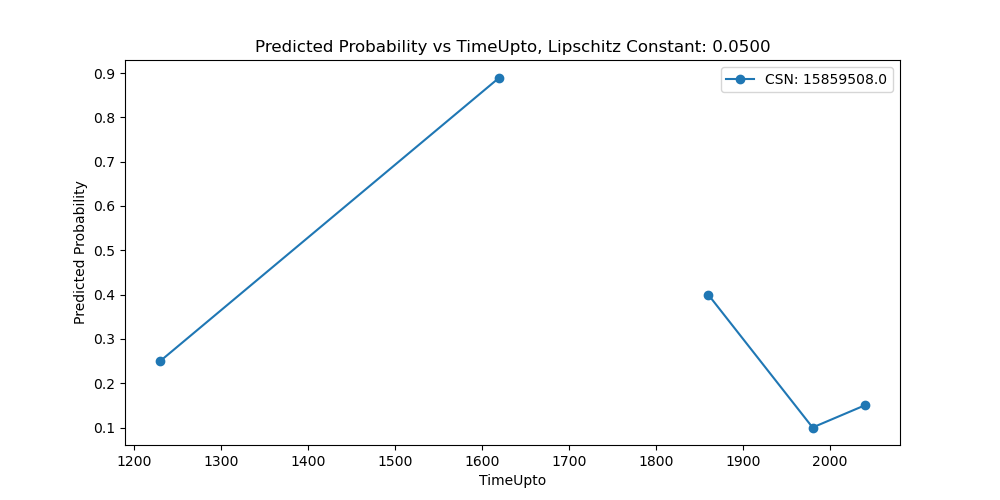 Predicted Probability vs TimeUpto, Lipschitz Constant: 0.0500
CSN: 15859508.0
Predicted Probability
0.9
0.8
0.7
0.6
0.5
0.4
0.3
0.2
0.1
1200 1300 1400 1500 1600 1700 1800 1900 2000
TimeUpto